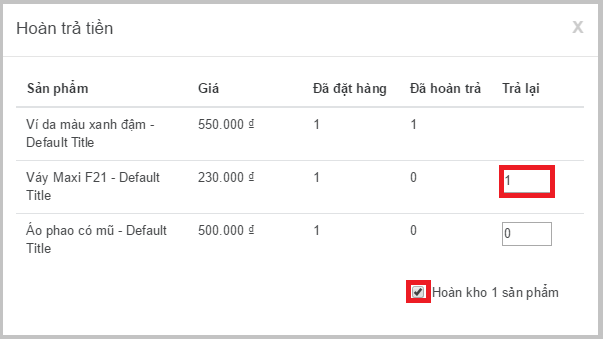 Hoàn trả tiền x
Sản phẩm Giá Đã đặt hàng Đã hoàn trả Trả lại
Ví da màu xanh đậm - 550.000 ₫ 1 1
Default Title
Váy Maxi F21 - Default 230.000 ₫ 1 0 1
Title
Áo phao có mũ - Default 500.000 ₫ 1 0 0
Title
Hoàn kho 1 sản phẩm